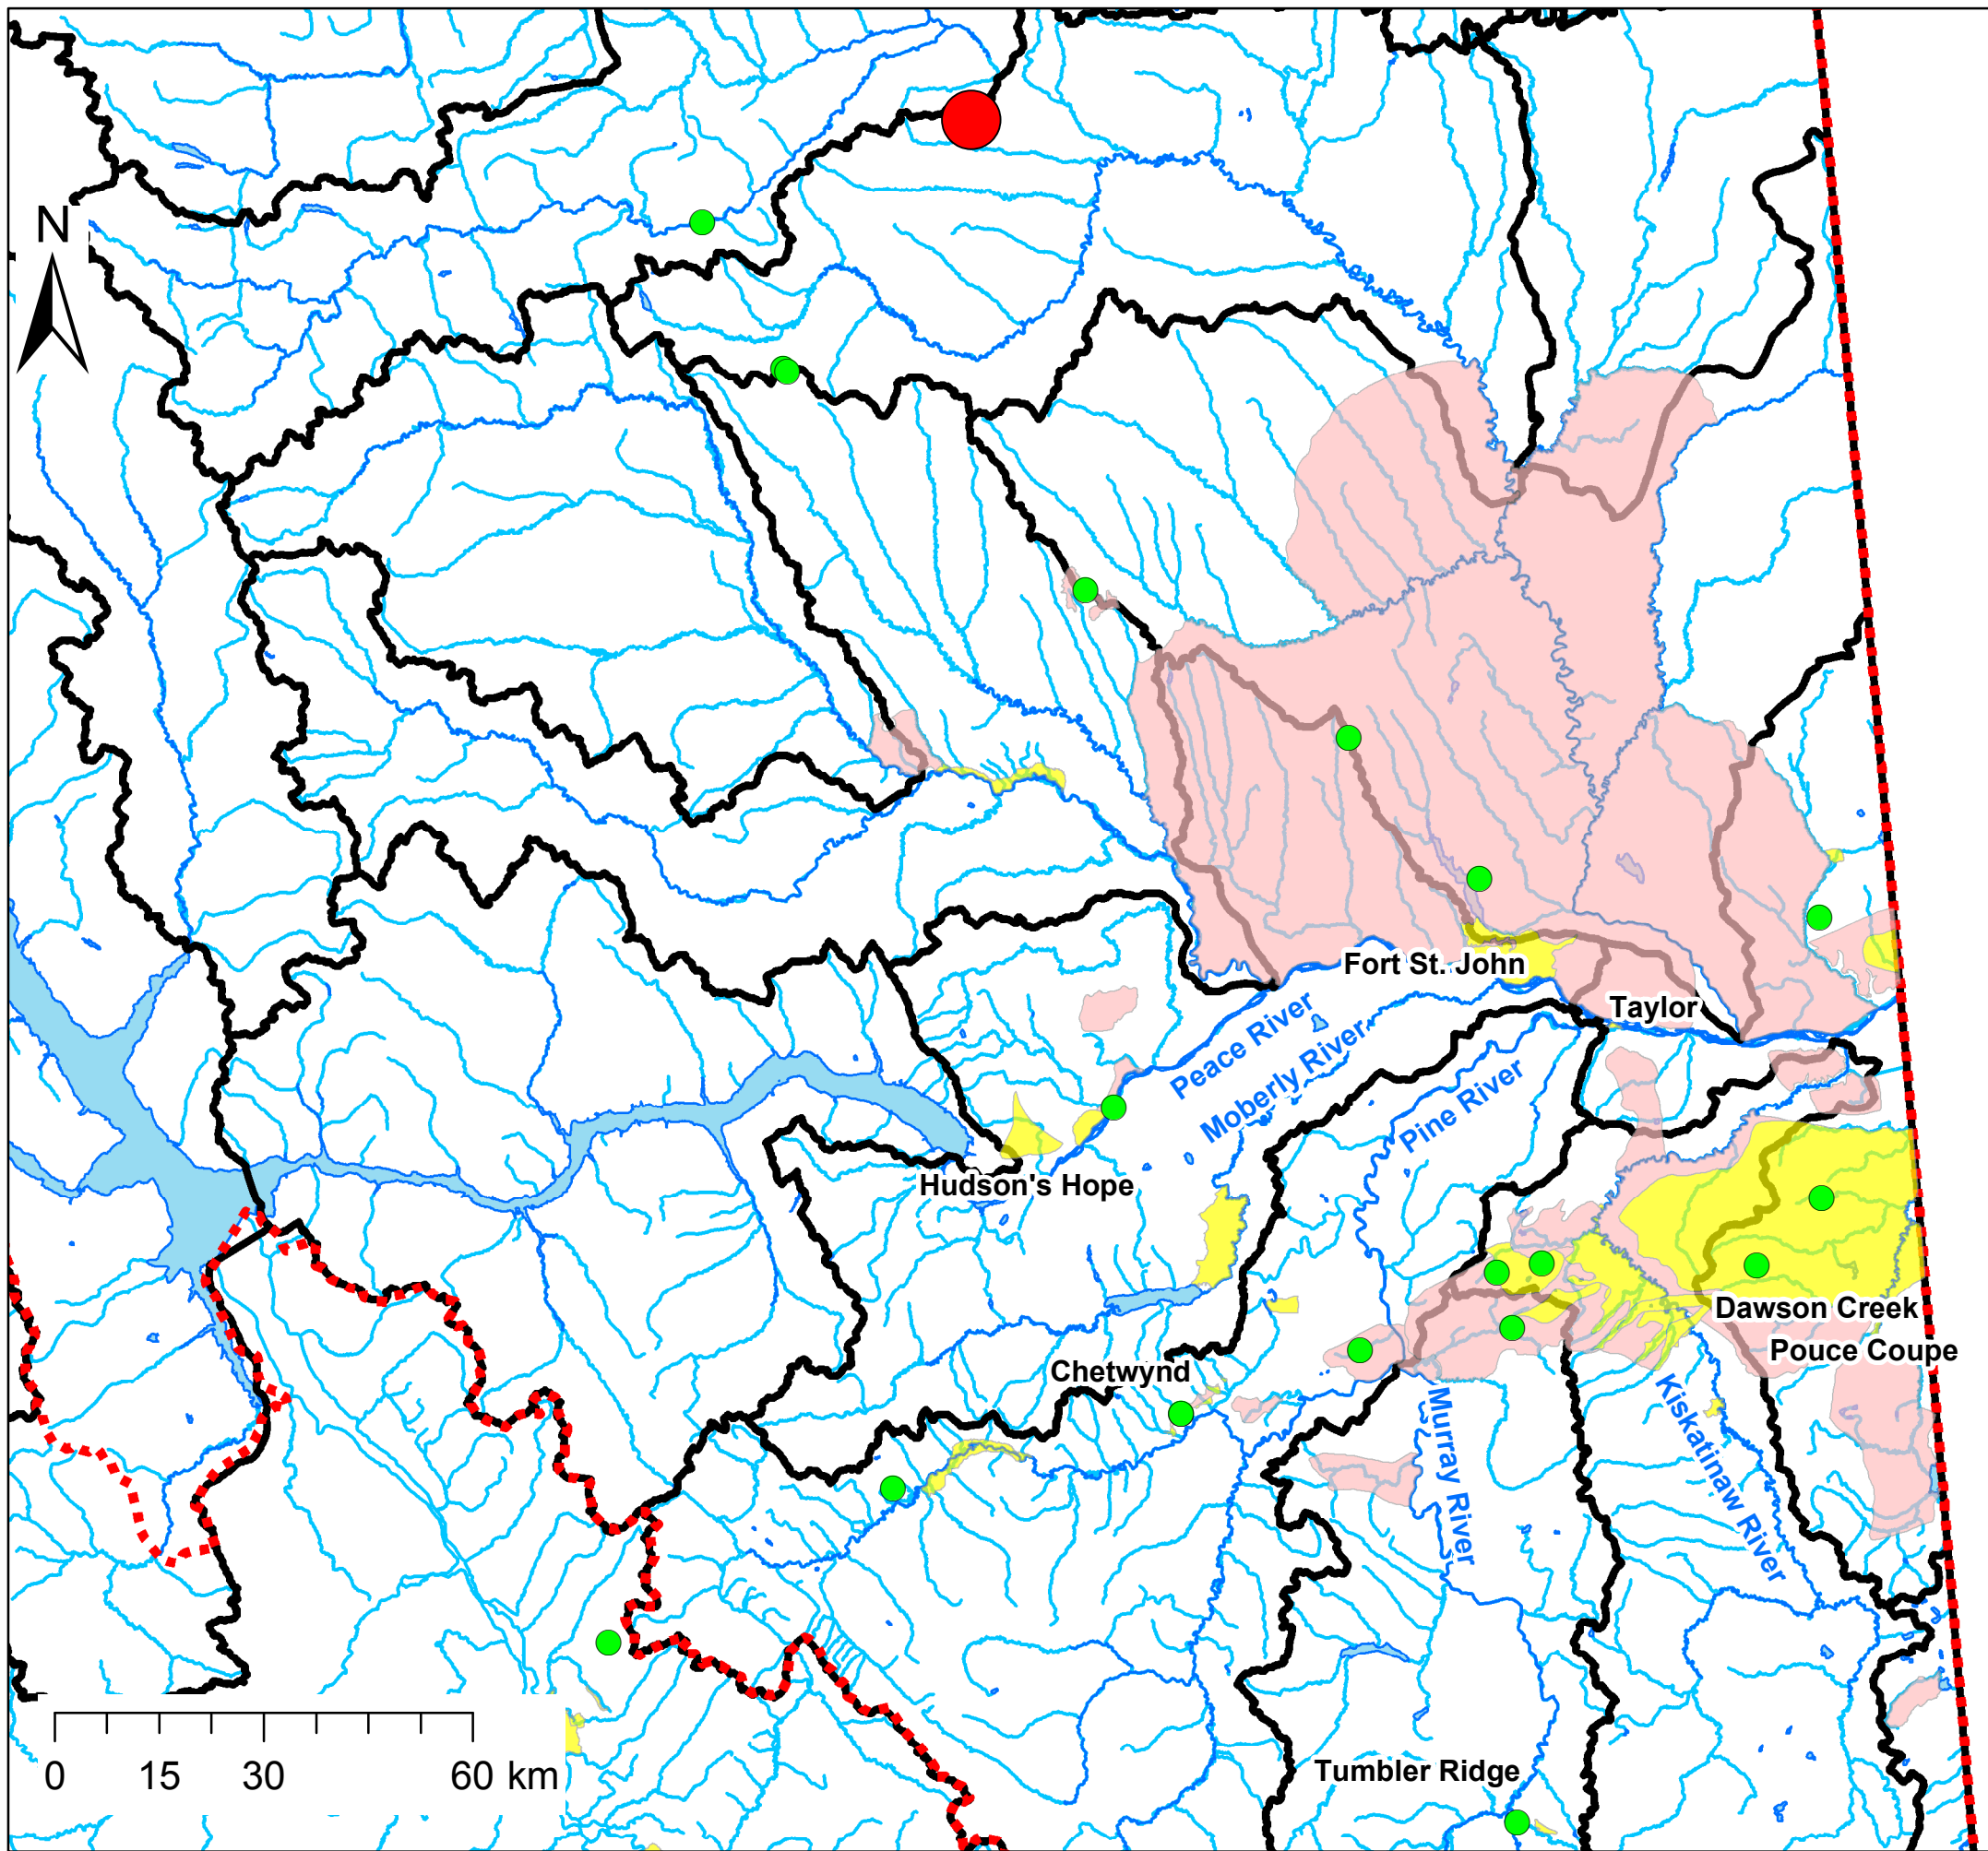 N
Fort St. John
Taylor
Peace River
Moberly River
Pine River
Hudson's Hope
Dawson Creek
Pouce Coupe
Chetwynd
Murray River
Kiskatinaw River
Tumbler Ridge
0 15 30 60 km